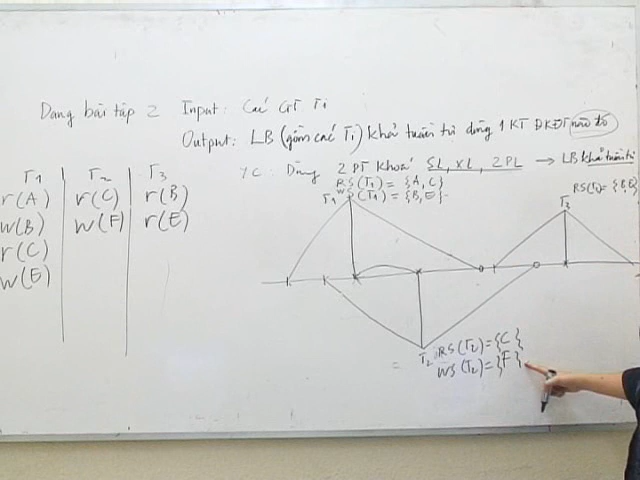 Dạng bài tập 2 Input: Các GT Ti
Output: LB (gồm các Ti) khả tuần tự dùng 1 KT ĐKĐT nào đó
YC: Dùng 2 PT khoá SL, XL, 2PL → LB khả tuần tự
T1 T2 T3
r(A) r(C) r(B)
w(B) w(F) r(E)
r(C)
w(E)
RS(T1) = {A, C}
WS(T1) = {B, E}
T1
RS(T3) = {B, E}
T3
T2 RS(T2) = {C}
WS(T2) = {F}